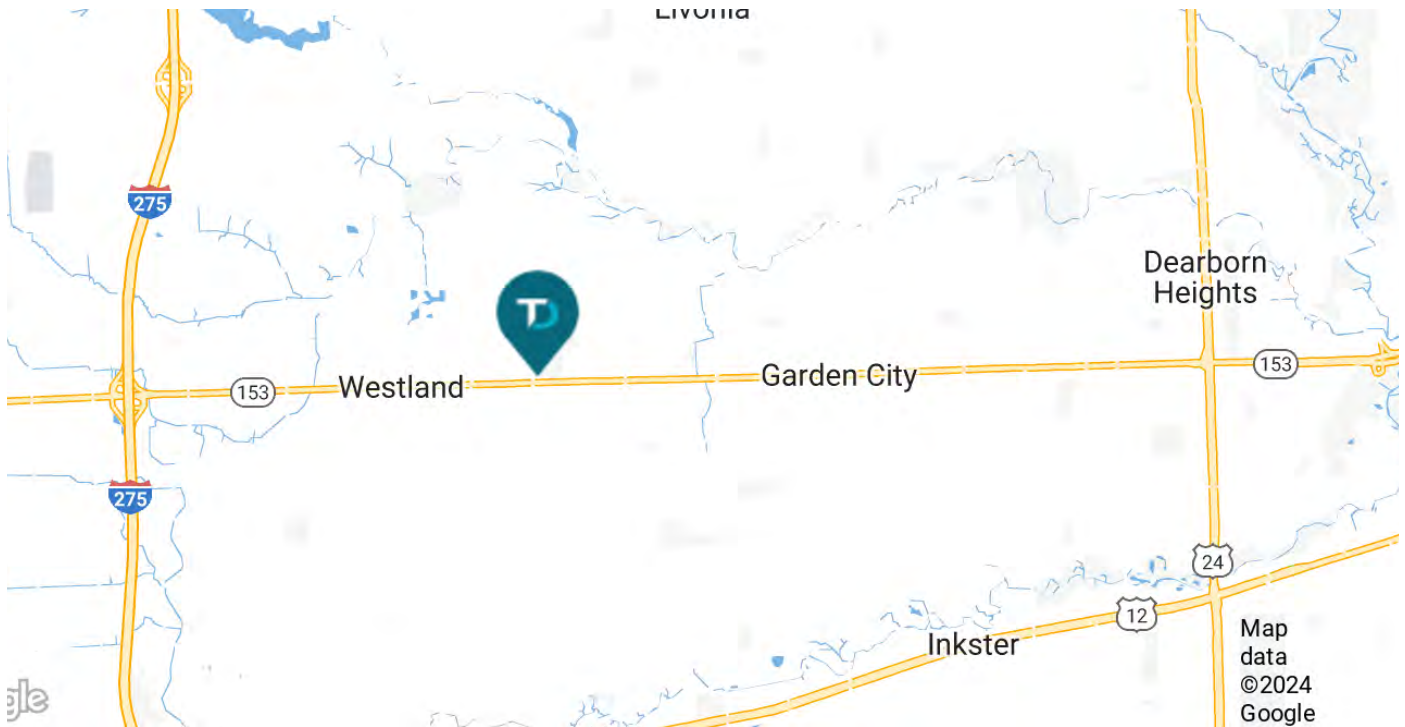 Livonia
275
TD
Dearborn
Heights
153
Westland
Garden City
153
275
24
12
Inkster
Map
data
©2024
Google
gle